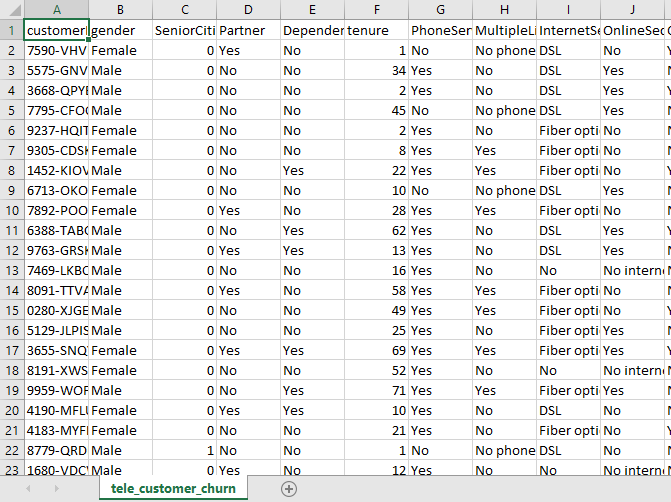 A B C D E F G H I J
1 customerI gender SeniorCiti Partner Depender tenure PhoneSer MultipleLi InternetSe OnlineSec
2 7590-VHV Female 0 Yes No 1 No No phone DSL No
3 5575-GNV Male 0 No No 34 Yes No DSL Yes
4 3668-QPYE Male 0 No No 2 Yes No DSL Yes
5 7795-CFOC Male 0 No No 45 No No phone DSL Yes
6 9237-HQIT Female 0 No No 2 Yes No Fiber opti No
7 9305-CDSK Female 0 No No 8 Yes Yes Fiber opti No
8 1452-KIOV Male 0 No Yes 22 Yes Yes Fiber opti No
9 6713-OKO Female 0 No No 10 No No phone DSL Yes
10 7892-POO Female 0 Yes No 28 Yes Yes Fiber opti No
11 6388-TABC Male 0 No Yes 62 Yes No DSL Yes
12 9763-GRSK Male 0 Yes Yes 13 Yes No DSL Yes
13 7469-LKBC Male 0 No No 16 Yes No No No interne
14 8091-TTVA Male 0 Yes No 58 Yes Yes Fiber opti No
15 0280-XJGE Male 0 No No 49 Yes Yes Fiber opti No
16 5129-JLPIS Male 0 No No 25 Yes No Fiber opti Yes
17 3655-SNQ Female 0 Yes Yes 69 Yes Yes Fiber opti Yes
18 8191-XWS Female 0 No No 52 Yes No No No interne
19 9959-WOF Male 0 No Yes 71 Yes Yes Fiber opti Yes
20 4190-MFLU Female 0 Yes Yes 10 Yes No DSL No
21 4183-MYF Female 0 No No 21 Yes No Fiber opti No
22 8779-QRD Male 1 No No 1 No No phone DSL No
23 1680-VDC Male 0 Yes No 12 Yes No No No interne
tele_customer_churn